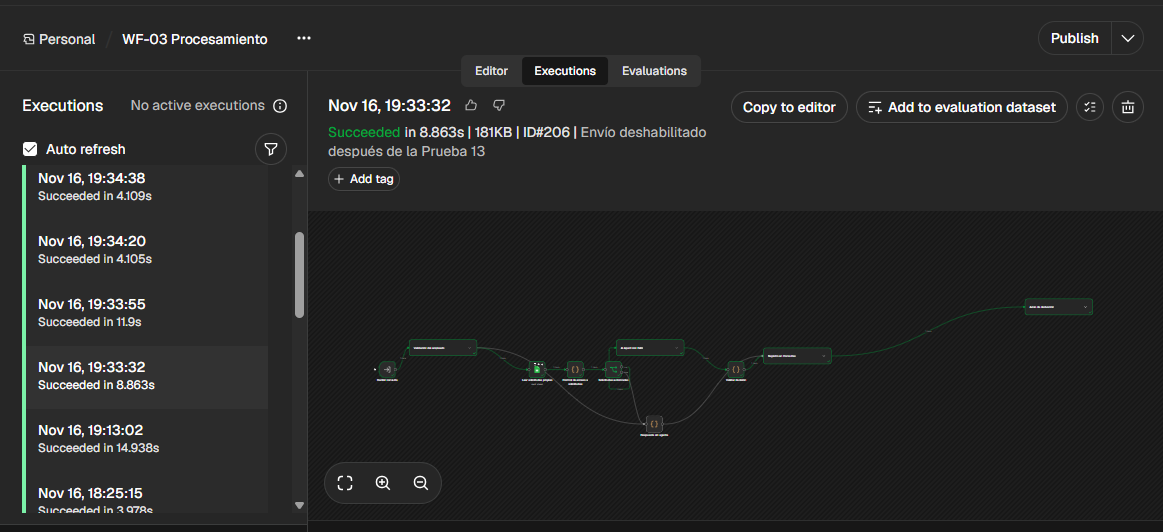 Personal / WF-03 Procesamiento ...
Publish
Editor Executions Evaluations
Executions No active executions
Auto refresh
Nov 16, 19:34:38
Succeeded in 4.109s
Nov 16, 19:34:20
Succeeded in 4.105s
Nov 16, 19:33:55
Succeeded in 11.9s
Nov 16, 19:33:32
Succeeded in 8.863s
Nov 16, 19:13:02
Succeeded in 14.938s
Nov 16, 18:25:15
Succeeded in 3.978s
Nov 16, 19:33:32
Succeeded in 8.863s | 181KB | ID#206 | Envío deshabilitado
después de la Prueba 13
+ Add tag
Copy to editor
Add to evaluation dataset